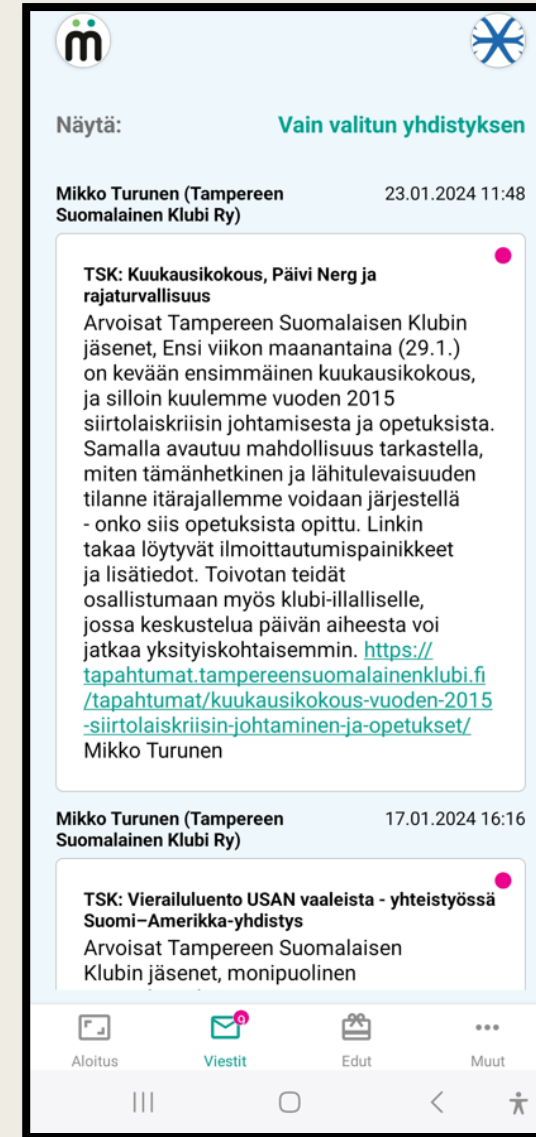 m
Näytä: Vain valitun yhdistyksen
Mikko Turunen (Tampereen 23.01.2024 11:48
Suomalainen Klubi Ry)
TSK: Kuukausikokous, Päivi Nerg ja
rajaturvallisuus
Arvoisat Tampereen Suomalaisen Klubin
jäsenet, Ensi viikon maanantaina (29.1.)
on kevään ensimmäinen kuukausikokous,
ja silloin kuulemme vuoden 2015
siirtolaiskriisin johtamisesta ja opetuksista.
Samalla avautuu mahdollisuus tarkastella,
miten tämänhetkinen ja lähitulevaisuuden
tilanne itärajallemme voidaan järjestellä
- onko siis opetuksista opittu. Linkin
takaa löytyvät ilmoittautumispainikkeet
ja lisätiedot. Toivotan teidät
osallistumaan myös klubi-illalliselle,
jossa keskustelua päivän aiheesta voi
jatkaa yksityiskohtaisemmin. https://
tapahtumat.tampereensuomalainenklubi.fi
/tapahtumat/kuukausikokous-vuoden-2015
-siirtolaiskriisin-johtaminen-ja-opetukset/
Mikko Turunen
Mikko Turunen (Tampereen 17.01.2024 16:16
Suomalainen Klubi Ry)
TSK: Vierailuluento USAN vaaleista - yhteistyössä
Suomi–Amerikka-yhdistys
Arvoisat Tampereen Suomalaisen
Klubin jäsenet, monipuolinen
Aloitus Viestit Edut Muut